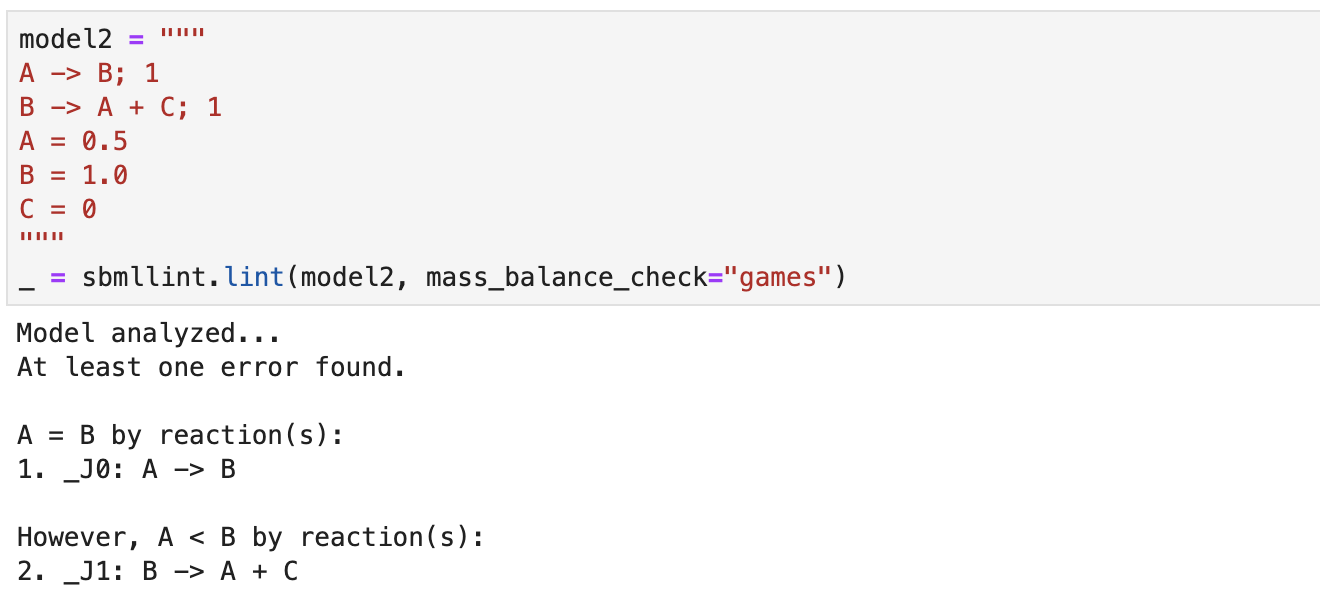 model2 = """
A -> B; 1
B -> A + C; 1
A = 0.5
B = 1.0
C = 0
"""
_ = sbmllint.lint(model2, mass_balance_check="games")
Model analyzed...
At least one error found.
A = B by reaction(s):
1. _J0: A -> B
However, A < B by reaction(s):
2. _J1: B -> A + C